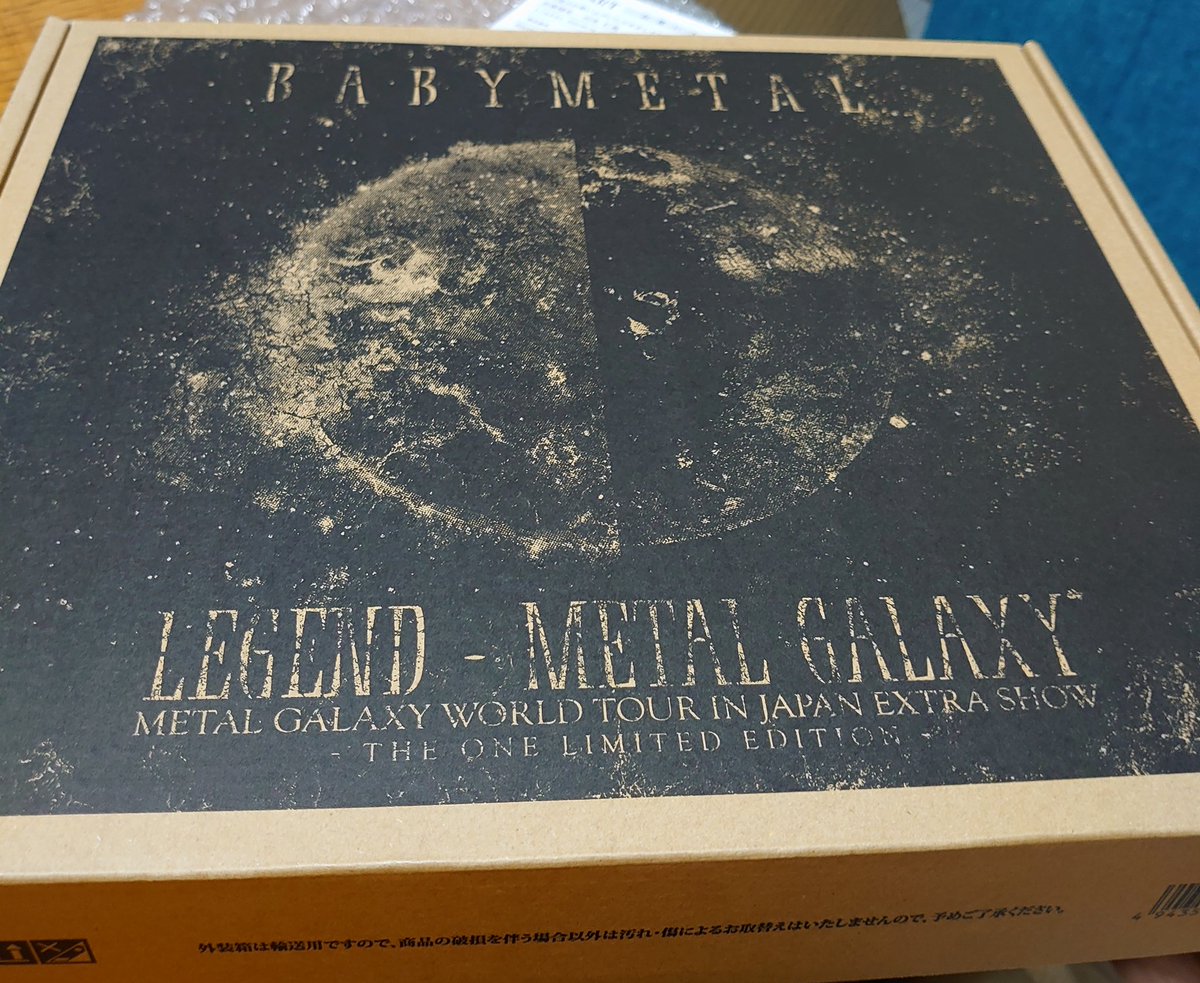 BABYMETAL
LEGEND - METAL GALAXY
METAL GALAXY WORLD TOUR IN JAPAN EXTRA SHOW
- THE ONE LIMITED EDITION -
外装箱は輸送用ですので、商品の破損を伴う場合以外は汚れ・傷によるお取替えはいたしませんので、予めご了承ください。